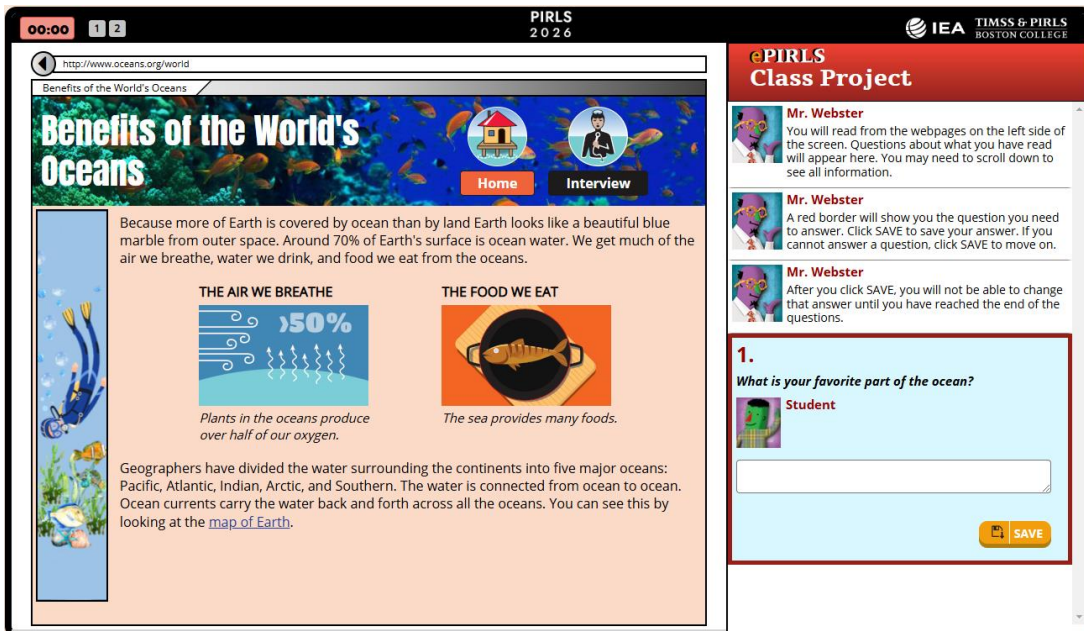 00:00
1 2
PIRLS
2026
IEA
TIMSS & PIRLS
BOSTON COLLEGE
http://www.oceans.org/world
Benefits of the World's Oceans
Benefits of the World's
Oceans
Home
Interview
Because more of Earth is covered by ocean than by land Earth looks like a beautiful blue
marble from outer space. Around 70% of Earth's surface is ocean water. We get much of the
air we breathe, water we drink, and food we eat from the oceans.
THE AIR WE BREATHE
>50%
Plants in the oceans produce
over half of our oxygen.
THE FOOD WE EAT
The sea provides many foods.
Geographers have divided the water surrounding the continents into five major oceans:
Pacific, Atlantic, Indian, Arctic, and Southern. The water is connected from ocean to ocean.
Ocean currents carry the water back and forth across all the oceans. You can see this by
looking at the map of Earth.
ePIRLS
Class Project
Mr. Webster
You will read from the webpages on the left side of
the screen. Questions about what you have read
will appear here. You may need to scroll down to
see all information.
Mr. Webster
A red border will show you the question you need
to answer. Click SAVE to save your answer. If you
cannot answer a question, click SAVE to move on.
Mr. Webster
After you click SAVE, you will not be able to change
that answer until you have reached the end of the
questions.
1.
What is your favorite part of the ocean?
Student
SAVE